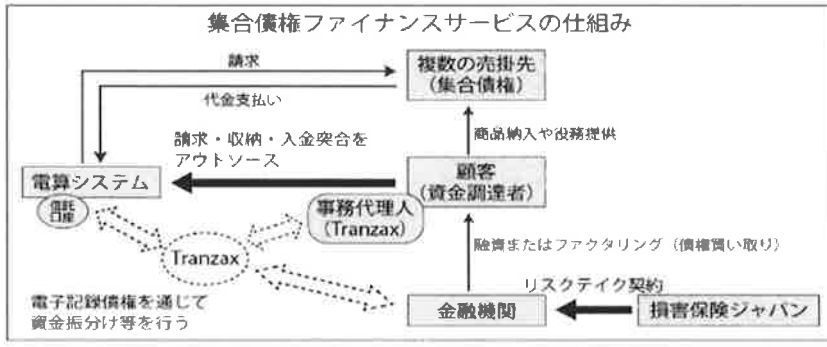 集合債権ファイナンスサービスの仕組み
請求
複数の売掛先
(集合債権)
代金支払い
商品納入や役務提供
請求・収納・入金突合を
アウトソース
顧客
(資金調達者)
電算システム
信託
口座
事務代理人
(Tranzax)
Tranzax
融資またはファクタリング(債権買い取り)
電子記録債権を通じて
資金振分け等を行う
リスクテイク契約
金融機関
損害保険ジャパン